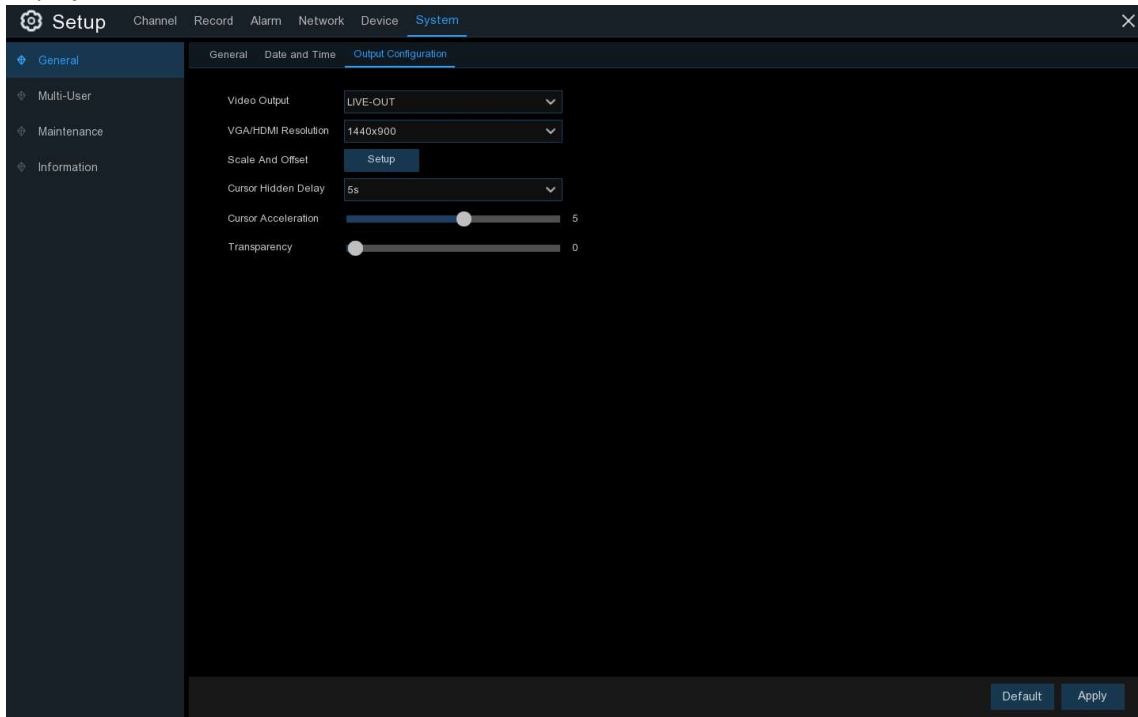 Setup Channel Record Alarm Network Device System
General
Multi-User
Maintenance
Information
General Date and Time Output Configuration
Video Output LIVE-OUT
VGA/HDMI Resolution 1440x900
Scale And Offset Setup
Cursor Hidden Delay 5s
Cursor Acceleration 5
Transparency 0
Default Apply